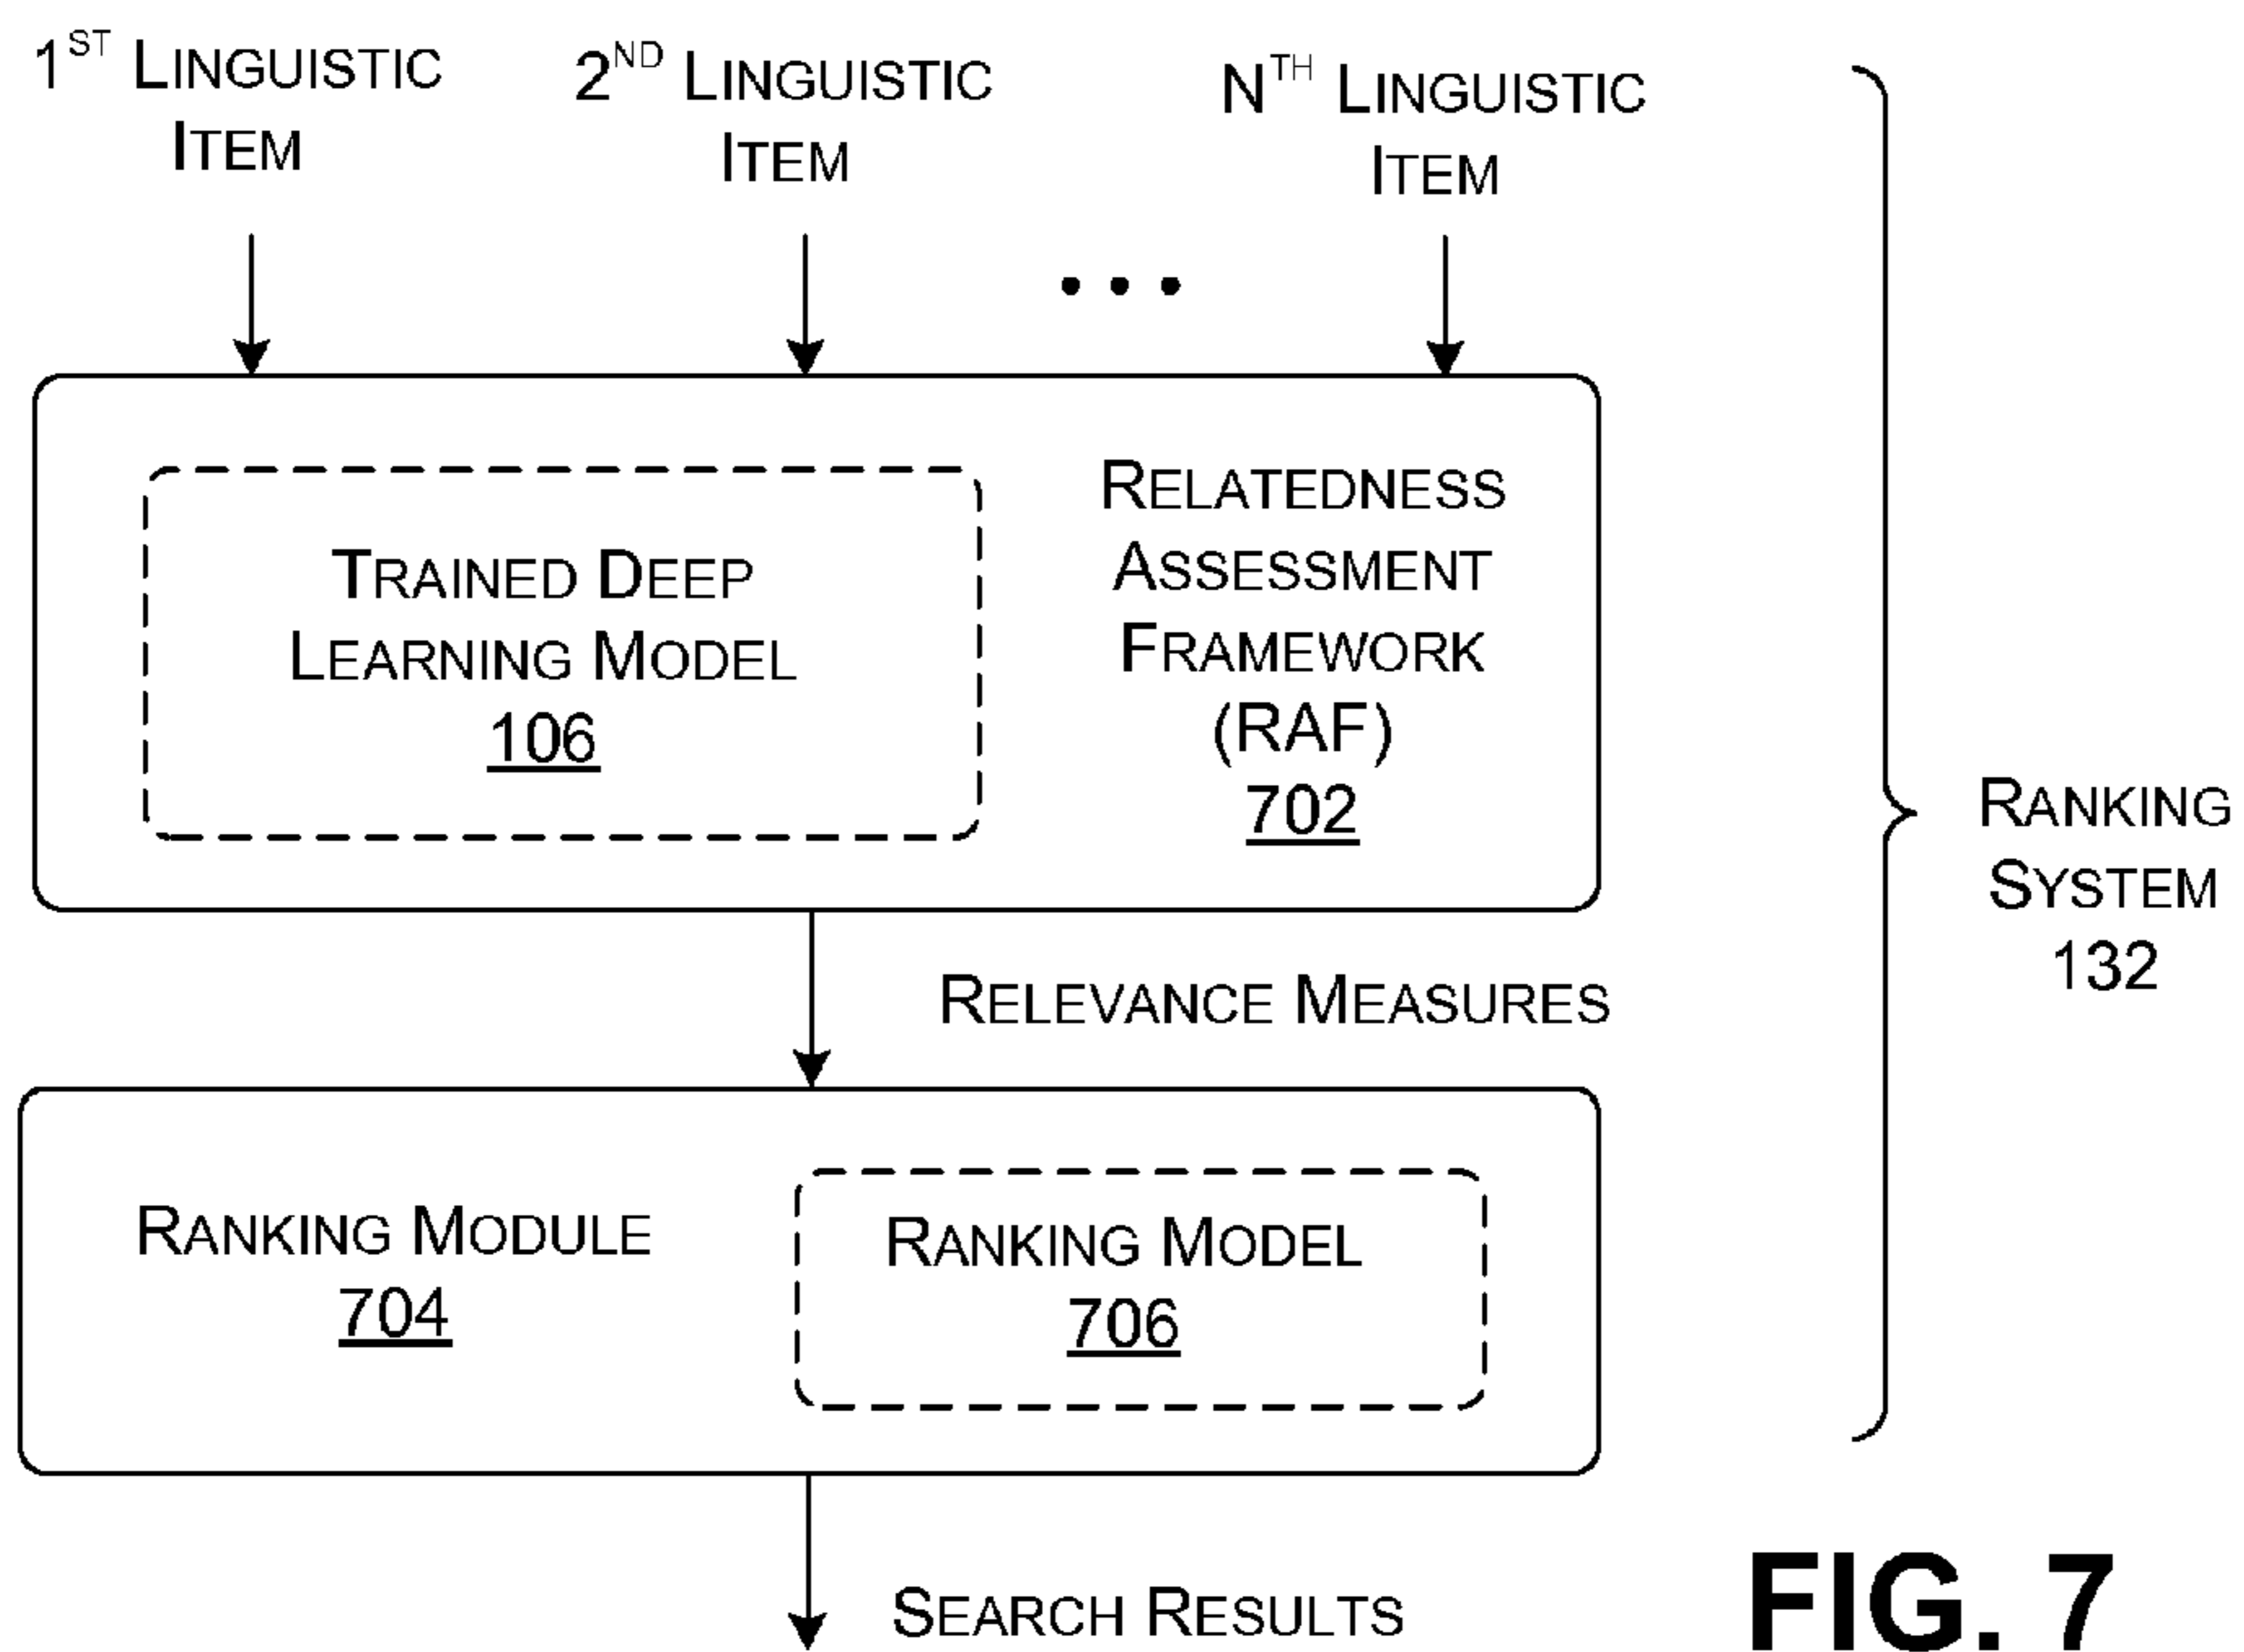 1ST LINGUISTIC
ITEM
2ND LINGUISTIC
ITEM
NTH LINGUISTIC
ITEM
• • •
TRAINED DEEP
LEARNING MODEL
106
RELATEDNESS
ASSESSMENT
FRAMEWORK
(RAF)
702
RELEVANCE MEASURES
RANKING MODULE
704
RANKING MODEL
706
SEARCH RESULTS
RANKING
SYSTEM
132
FIG. 7